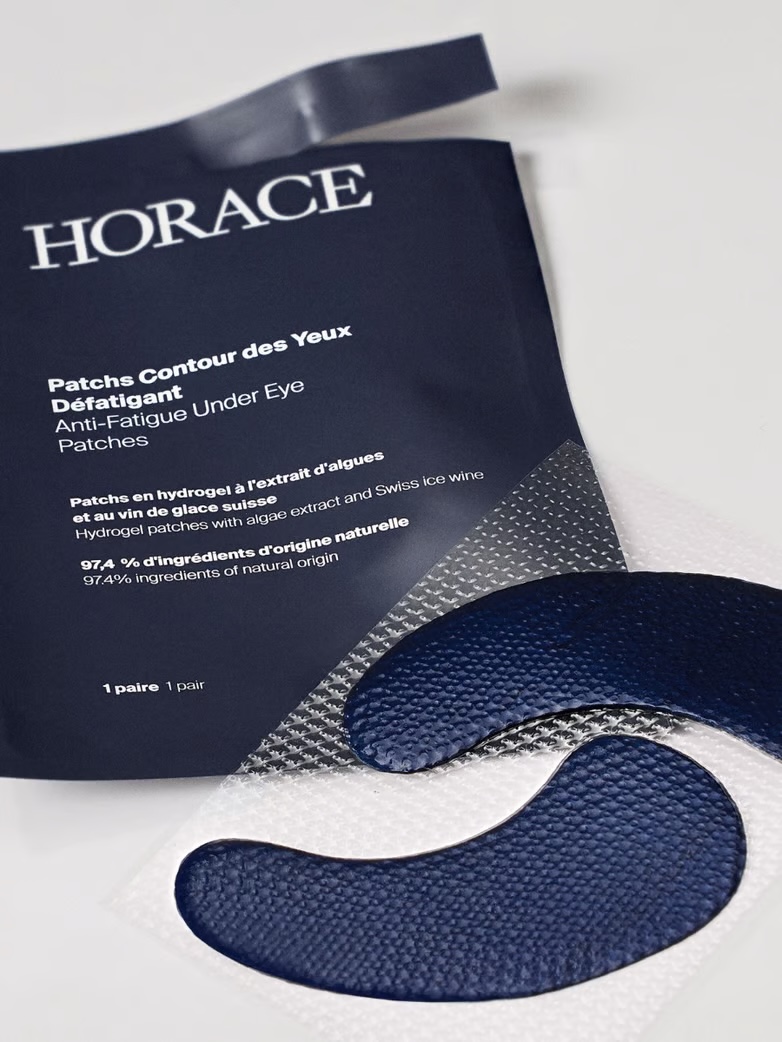 HORACE
Patchs Contour des Yeux
Défatigant
Anti-Fatigue Under Eye
Patches
Patchs en hydrogel à l'extrait d'algues
et au vin de glace suisse
Hydrogel patches with algae extract and Swiss ice wine
97,4 % d'ingrédients d'origine naturelle
97.4% ingredients of natural origin
1 paire 1 pair